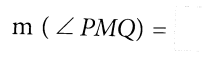 m ( ∠ PMQ) =